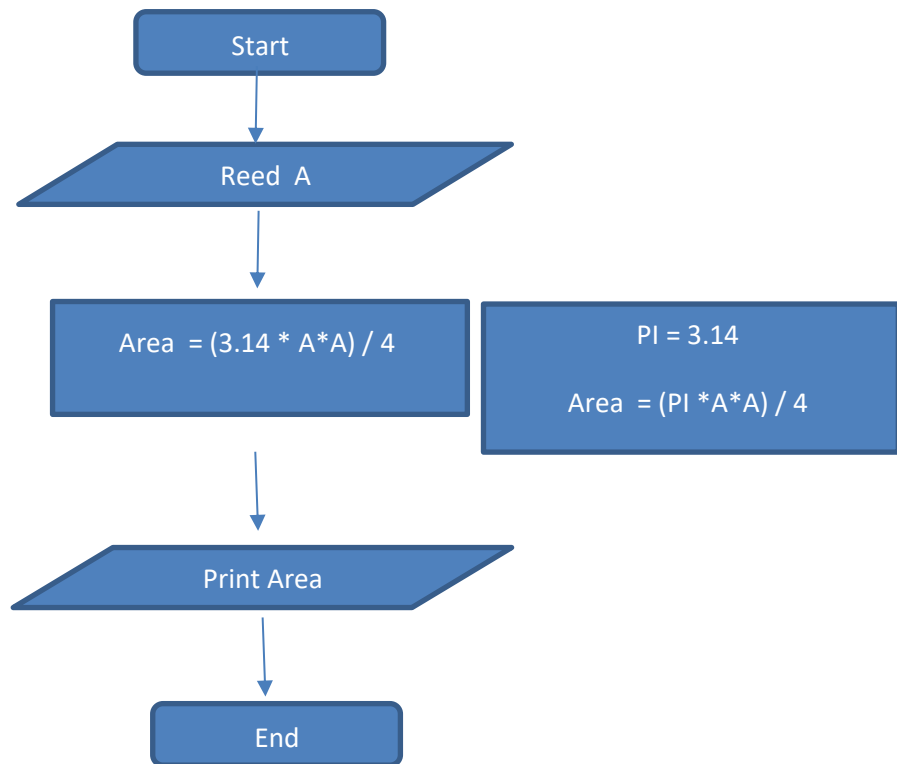 Start
Reed  A
Area  = (3.14 * A*A) / 4
PI = 3.14
Area  = (PI *A*A) / 4
Print Area
End